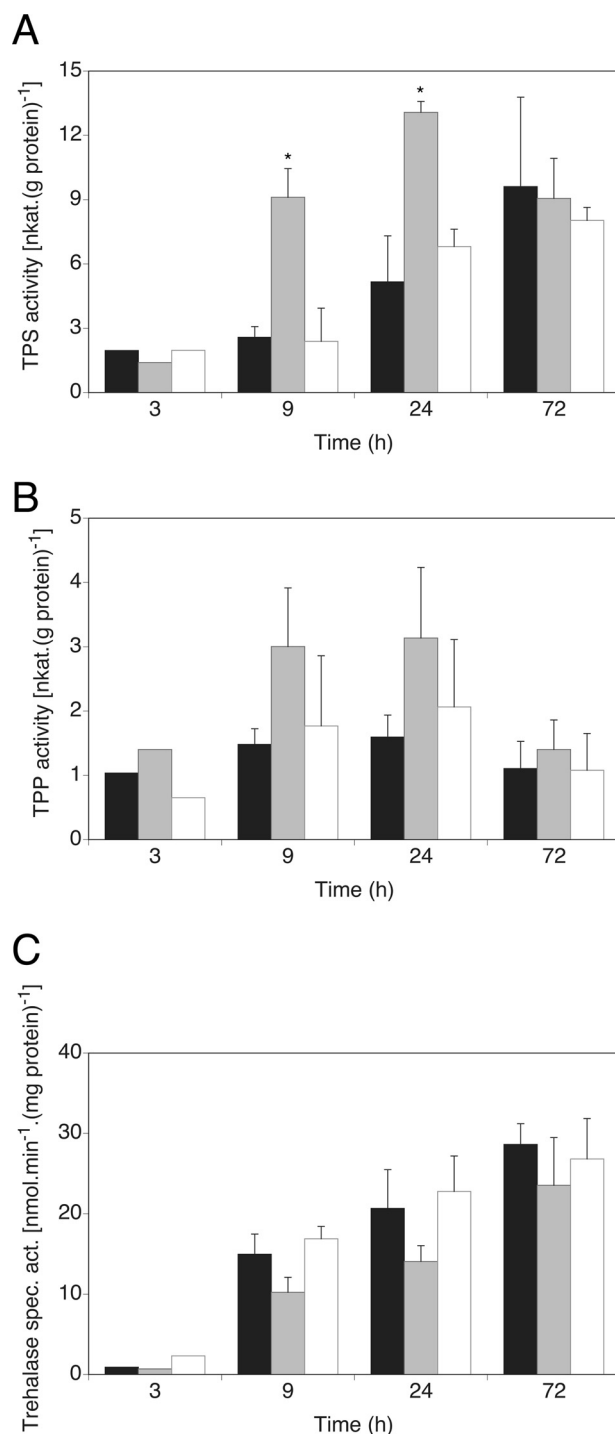 A
TPS activity [nkat.(g protein)⁻¹]
15
12
9
6
3
0
*
*
3 9 24 72
Time (h)
B
TPP activity [nkat.(g protein)⁻¹]
5
4
3
2
1
0
3 9 24 72
Time (h)
C
Trehalase spec. act. [nmol.min⁻¹.(mg protein)⁻¹]
40
30
20
10
0
3 9 24 72
Time (h)